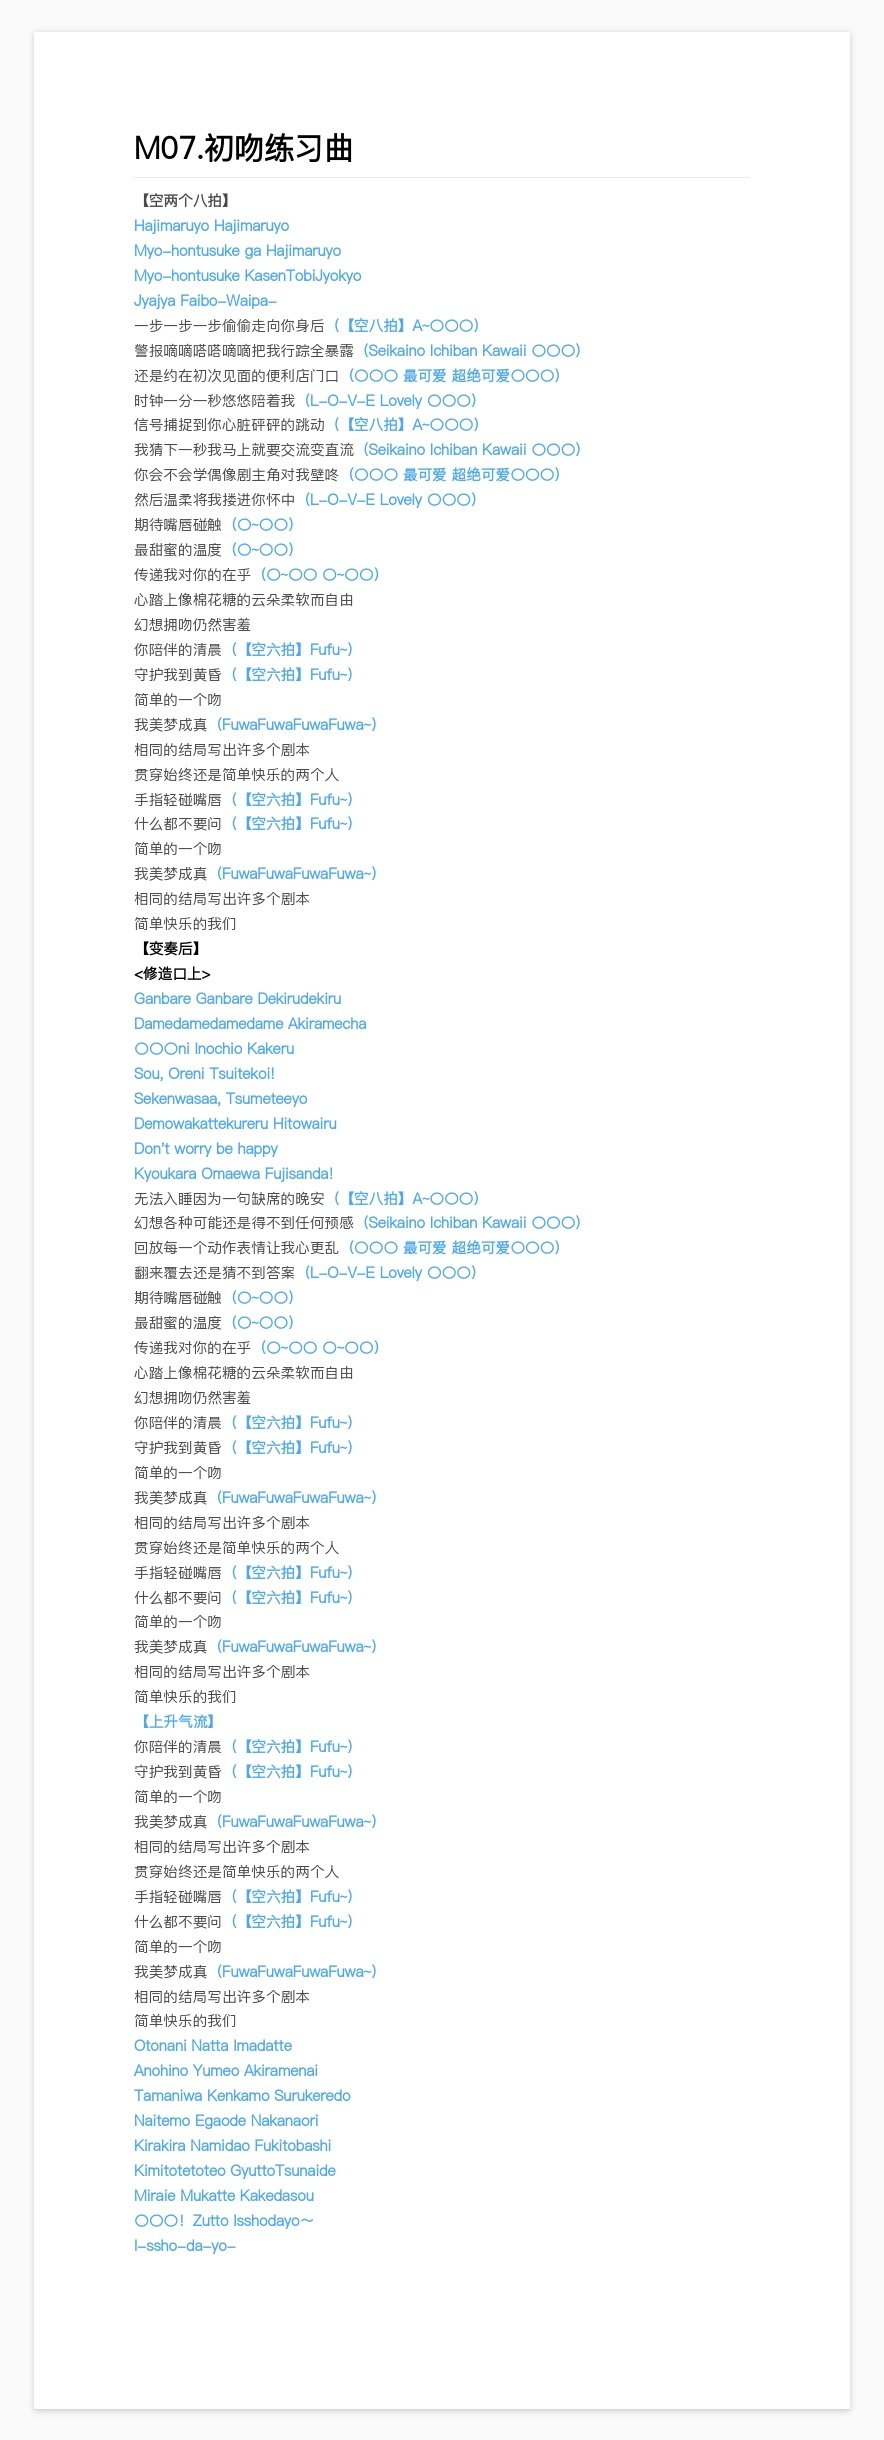 M07.初吻练习曲
【空两个八拍】
Hajimaruyo Hajimaruyo
Myo-hontusuke ga Hajimaruyo
Myo-hontusuke KasenTobiJyokyo
Jyajya Faibo-Waipa-
一步一步一步偷偷走向你身后（【空八拍】A~〇〇〇）
警报嘀嘀嗒嗒嘀嘀把我行踪全暴露（Seikaino Ichiban Kawaii 〇〇〇）
还是约在初次见面的便利店门口（〇〇〇 最可爱 超绝可爱〇〇〇）
时钟一分一秒悠悠陪着我（L-O-V-E Lovely 〇〇〇）
信号捕捉到你心脏砰砰的跳动（【空八拍】A~〇〇〇）
我猜下一秒我马上就要交流变直流（Seikaino Ichiban Kawaii 〇〇〇）
你会不会学偶像剧主角对我壁咚（〇〇〇 最可爱 超绝可爱〇〇〇）
然后温柔将我搂进你怀中（L-O-V-E Lovely 〇〇〇）
期待嘴唇碰触（〇~〇〇）
最甜蜜的温度（〇~〇〇）
传递我对你的在乎（〇~〇〇 〇~〇〇）
心踏上像棉花糖的云朵柔软而自由
幻想拥吻仍然害羞
你陪伴的清晨（【空六拍】Fufu~）
守护我到黄昏（【空六拍】Fufu~）
简单的一个吻
我美梦成真（FuwaFuwaFuwaFuwa~）
相同的结局写出许多个剧本
贯穿始终还是简单快乐的两个人
手指轻碰嘴唇（【空六拍】Fufu~）
什么都不要问（【空六拍】Fufu~）
简单的一个吻
我美梦成真（FuwaFuwaFuwaFuwa~）
相同的结局写出许多个剧本
简单快乐的我们
【变奏后】
<修造口上>
Ganbare Ganbare Dekirudekiru
Damedamedamedame Akiramecha
〇〇〇ni Inochio Kakeru
Sou, Oreni Tsuitekoi!
Sekenwasaa, Tsumeteeyo
Demowakattekureru Hitowairu
Don't worry be happy
Kyoukara Omaewa Fujisanda!
无法入睡因为一句缺席的晚安（【空八拍】A~〇〇〇）
幻想各种可能还是得不到任何预感（Seikaino Ichiban Kawaii 〇〇〇）
回放每一个动作表情让我心更乱（〇〇〇 最可爱 超绝可爱〇〇〇）
翻来覆去还是猜不到答案（L-O-V-E Lovely 〇〇〇）
期待嘴唇碰触（〇~〇〇）
最甜蜜的温度（〇~〇〇）
传递我对你的在乎（〇~〇〇 〇~〇〇）
心踏上像棉花糖的云朵柔软而自由
幻想拥吻仍然害羞
你陪伴的清晨（【空六拍】Fufu~）
守护我到黄昏（【空六拍】Fufu~）
简单的一个吻
我美梦成真（FuwaFuwaFuwaFuwa~）
相同的结局写出许多个剧本
贯穿始终还是简单快乐的两个人
手指轻碰嘴唇（【空六拍】Fufu~）
什么都不要问（【空六拍】Fufu~）
简单的一个吻
我美梦成真（FuwaFuwaFuwaFuwa~）
相同的结局写出许多个剧本
简单快乐的我们
【上升气流】
你陪伴的清晨（【空六拍】Fufu~）
守护我到黄昏（【空六拍】Fufu~）
简单的一个吻
我美梦成真（FuwaFuwaFuwaFuwa~）
相同的结局写出许多个剧本
贯穿始终还是简单快乐的两个人
手指轻碰嘴唇（【空六拍】Fufu~）
什么都不要问（【空六拍】Fufu~）
简单的一个吻
我美梦成真（FuwaFuwaFuwaFuwa~）
相同的结局写出许多个剧本
简单快乐的我们
Otonani Natta Imadatte
Anohino Yumeo Akiramenai
Tamaniwa Kenkamo Surukeredo
Naitemo Egaode Nakanaori
Kirakira Namidao Fukitobashi
Kimitotetoteo GyuttoTsunaide
Miraie Mukatte Kakedasou
〇〇〇！Zutto Isshodayo～
I-ssho-da-yo-